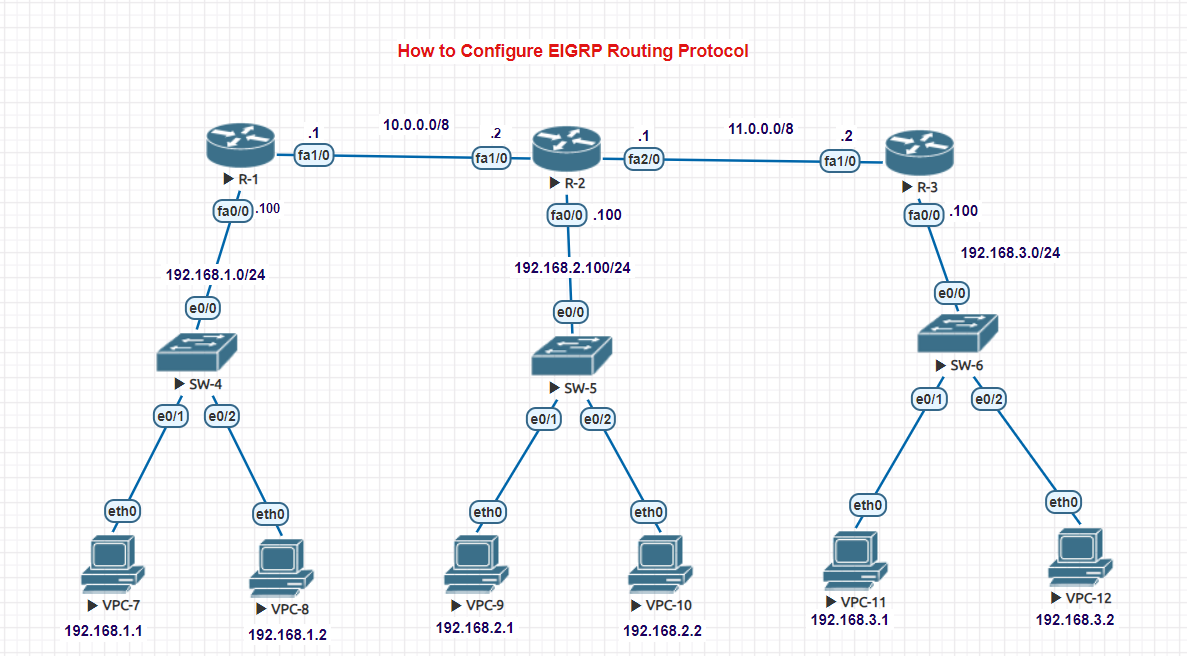 How to Configure EIGRP Routing Protocol
.1
10.0.0.0/8
.2
.1
11.0.0.0/8
.2
fa1/0
fa1/0
fa2/0
fa1/0
R-1
R-2
R-3
fa0/0
.100
fa0/0
.100
fa0/0
.100
192.168.1.0/24
192.168.2.100/24
192.168.3.0/24
e0/0
e0/0
e0/0
SW-4
SW-5
SW-6
e0/1
e0/2
e0/1
e0/2
e0/1
e0/2
eth0
eth0
eth0
eth0
eth0
eth0
VPC-7
VPC-8
VPC-9
VPC-10
VPC-11
VPC-12
192.168.1.1
192.168.1.2
192.168.2.1
192.168.2.2
192.168.3.1
192.168.3.2